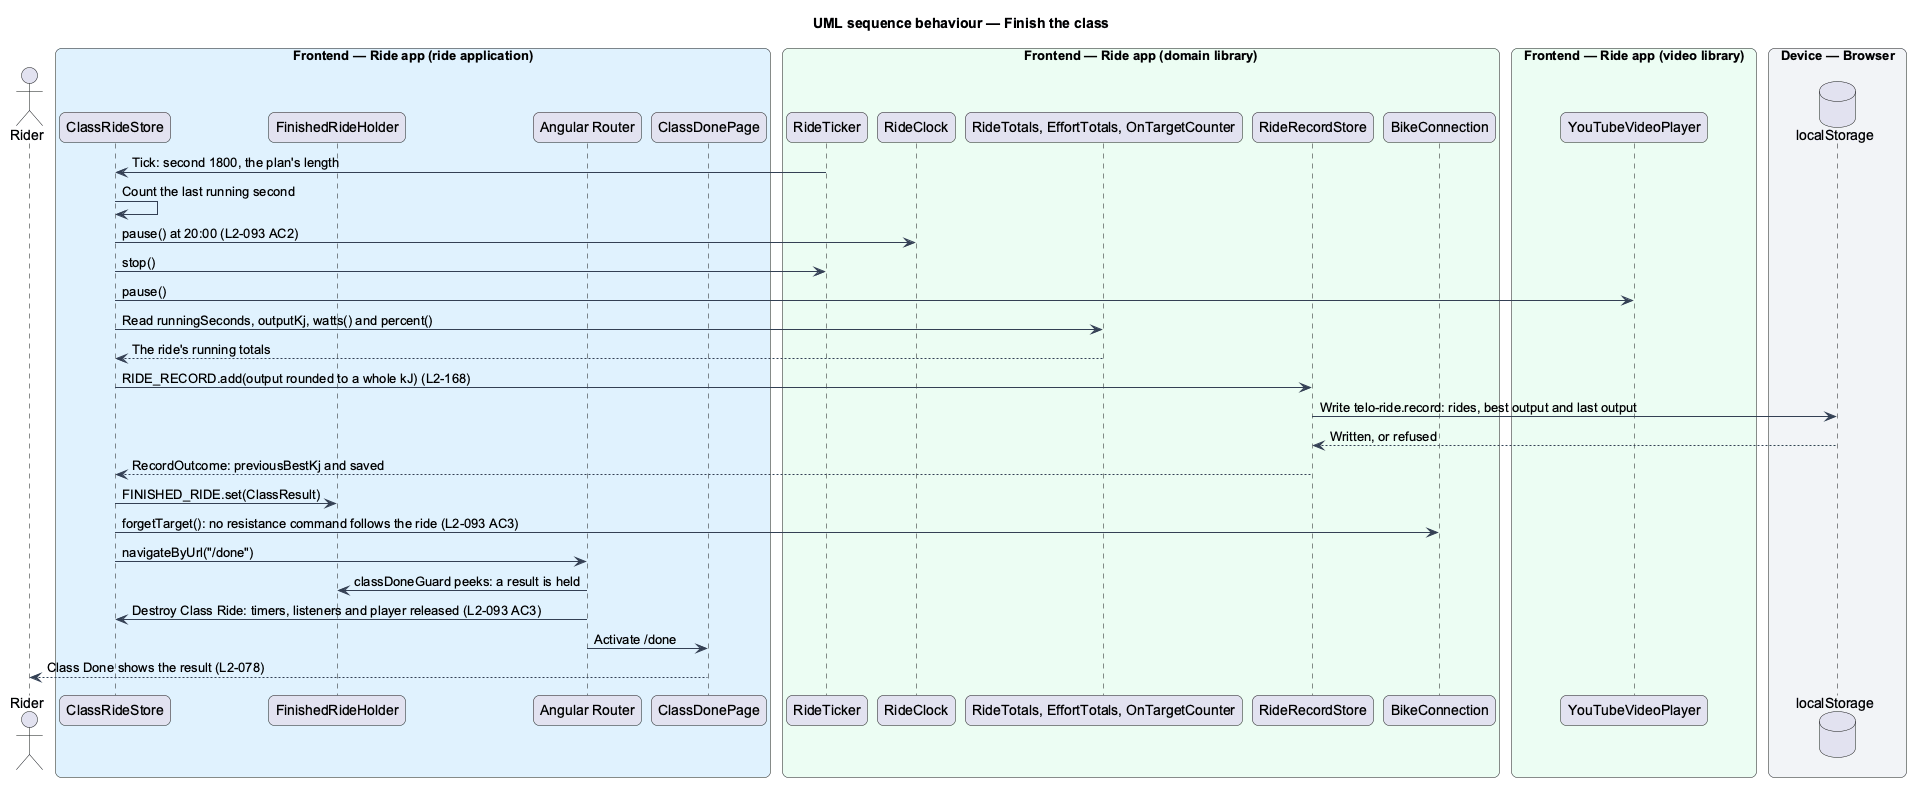 UML sequence behaviour — Finish the class
Frontend — Ride app (ride application)
Frontend — Ride app (domain library)
Frontend — Ride app (video library)
Device — Browser
Rider
ClassRideStore
FinishedRideHolder
Angular Router
ClassDonePage
RideTicker
RideClock
RideTotals, EffortTotals, OnTargetCounter
RideRecordStore
BikeConnection
YouTubeVideoPlayer
localStorage
Tick: second 1800, the plan's length
Count the last running second
pause() at 20:00 (L2-093 AC2)
stop()
pause()
Read runningSeconds, outputKj, watts() and percent()
The ride's running totals
RIDE_RECORD.add(output rounded to a whole kJ) (L2-168)
Write telo-ride.record: rides, best output and last output
Written, or refused
RecordOutcome: previousBestKj and saved
FINISHED_RIDE.set(ClassResult)
forgetTarget(): no resistance command follows the ride (L2-093 AC3)
navigateByUrl("/done")
classDoneGuard peeks: a result is held
Destroy Class Ride: timers, listeners and player released (L2-093 AC3)
Activate /done
Class Done shows the result (L2-078)
Rider
ClassRideStore
FinishedRideHolder
Angular Router
ClassDonePage
RideTicker
RideClock
RideTotals, EffortTotals, OnTargetCounter
RideRecordStore
BikeConnection
YouTubeVideoPlayer
localStorage